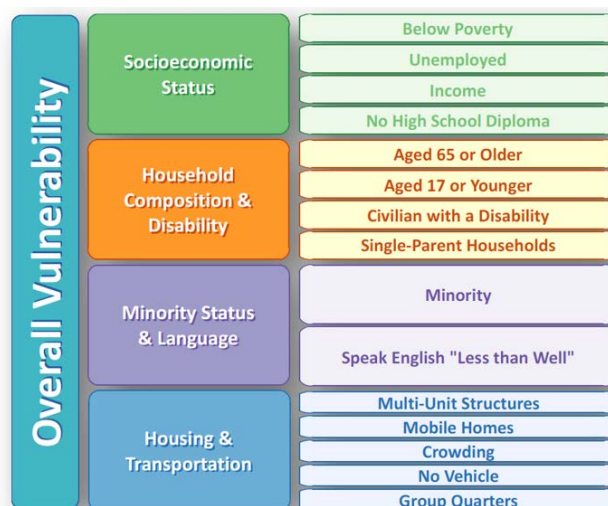 Overall Vulnerability
Socioeconomic
Status
Below Poverty
Unemployed
Income
No High School Diploma
Household
Composition &
Disability
Aged 65 or Older
Aged 17 or Younger
Civilian with a Disability
Single-Parent Households
Minority Status
& Language
Minority
Speak English "Less than Well"
Housing &
Transportation
Multi-Unit Structures
Mobile Homes
Crowding
No Vehicle
Group Quarters